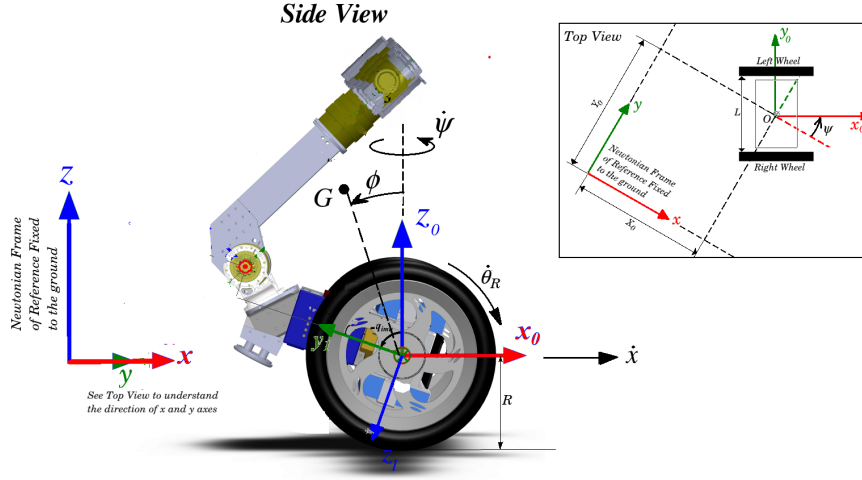 Side View
ψ̇
G
ϕ
Z
Newtonian Frame
of Reference Fixed
to the ground
x
y
See Top View to understand
the direction of x and y axes
z₀
θ̇_R
x₀
ẋ
y₁
-q_imu
R
z₁
Top View
y₀
Left Wheel
Y₀
y
L
O
x₀
ψ
Right Wheel
Newtonian Frame
of Reference Fixed
to the ground
x
X₀